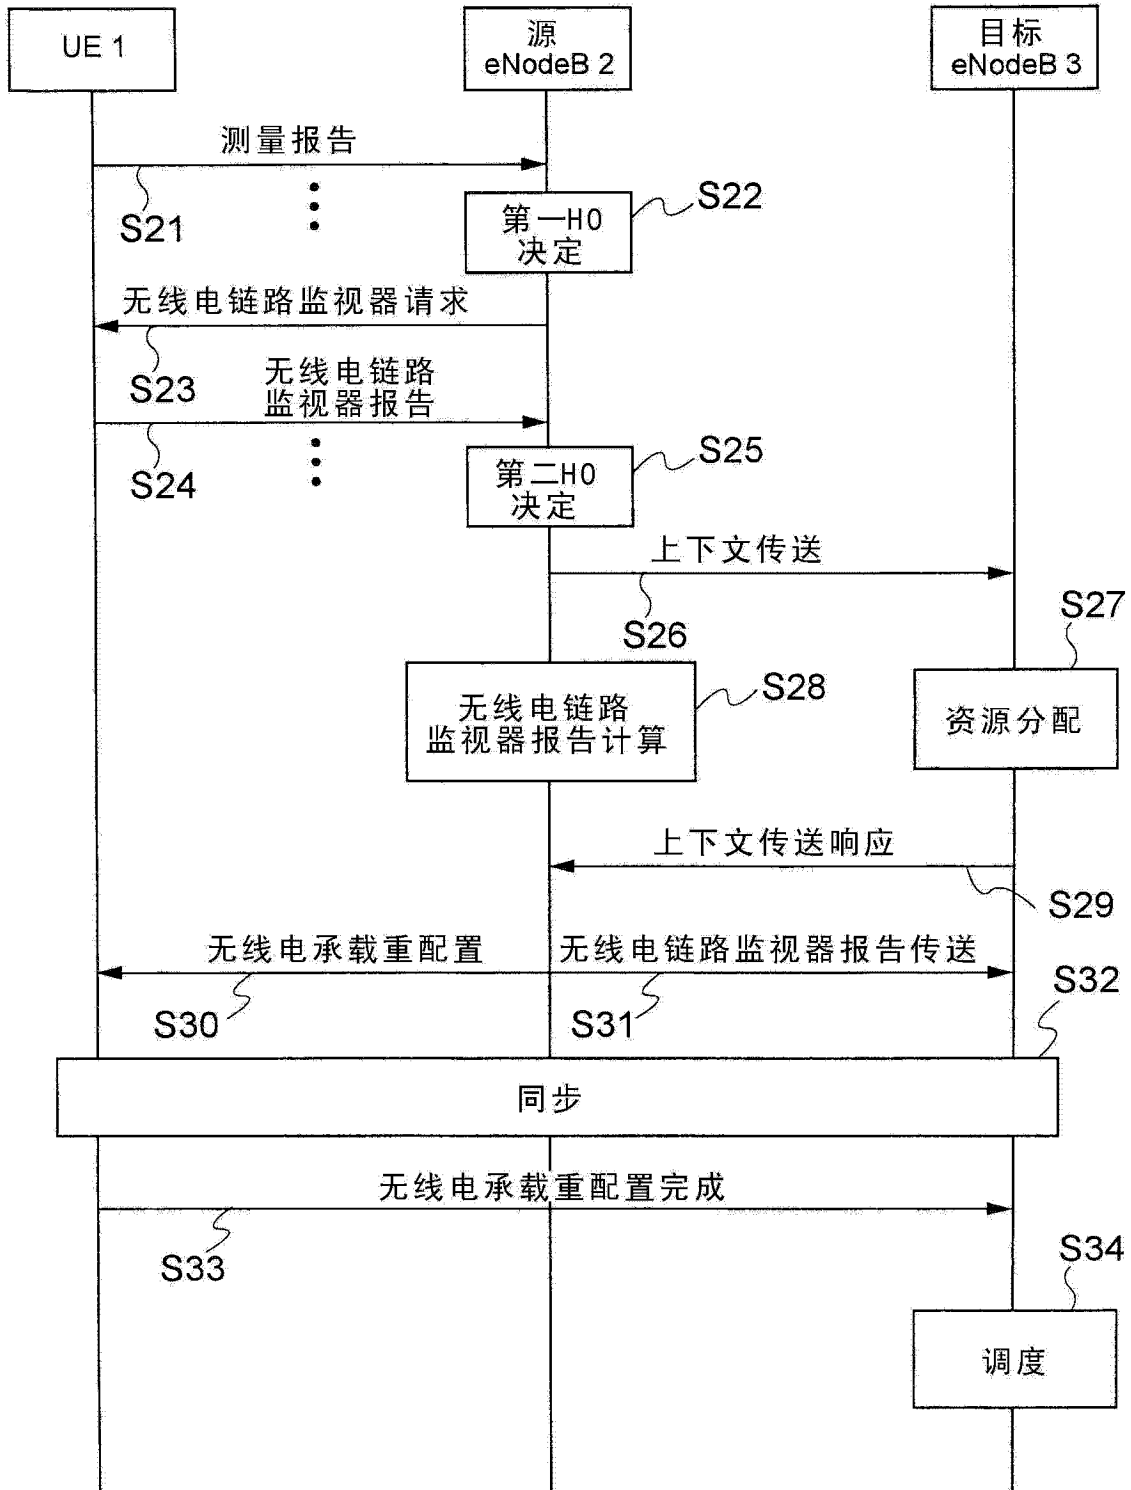 UE 1
源
eNodeB 2
目标
eNodeB 3
测量报告
S21
S22
第一HO
决定
无线电链路监视器请求
S23
无线电链路
监视器报告
S24
S25
第二HO
决定
上下文传送
S26
S27
资源分配
S28
无线电链路
监视器报告计算
上下文传送响应
S29
无线电承载重配置
无线电链路监视器报告传送
S30
S31
S32
同步
无线电承载重配置完成
S33
S34
调度